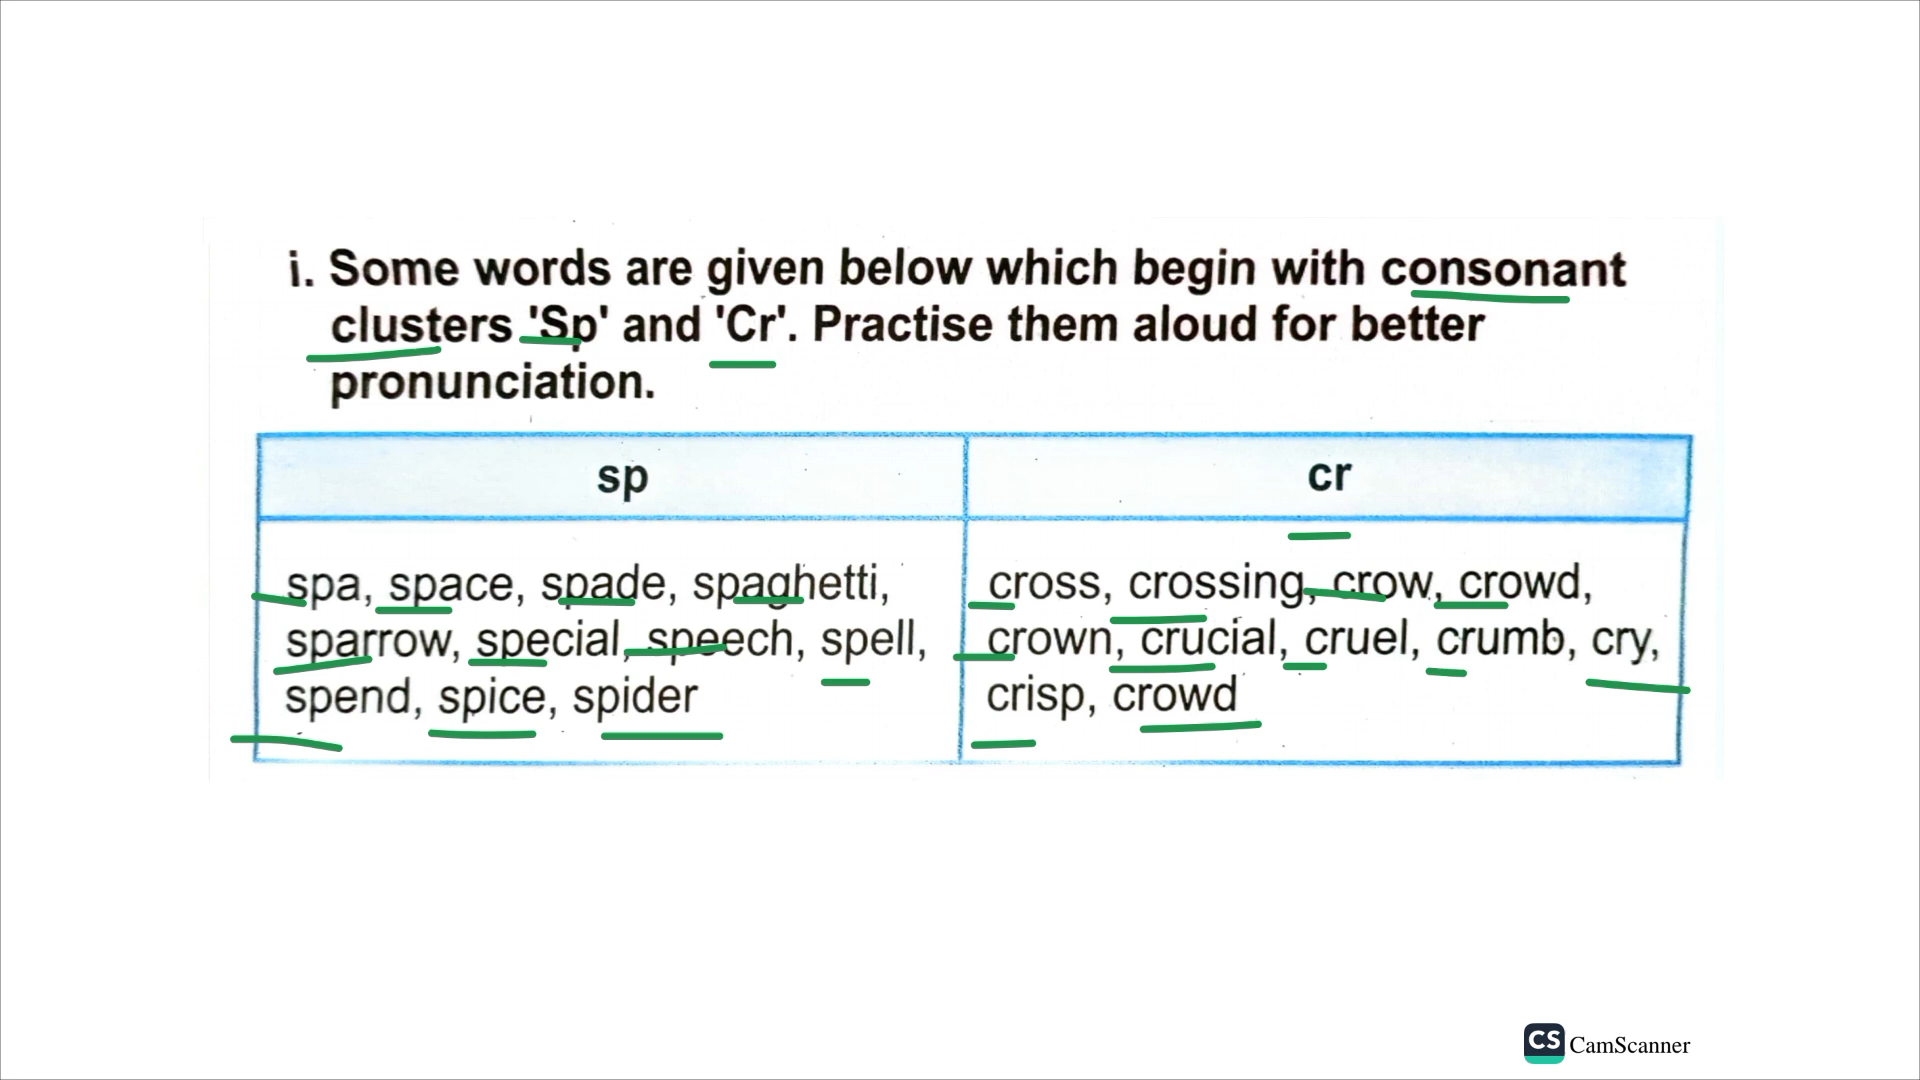 i. Some words are given below which begin with consonant
clusters 'Sp' and 'Cr'. Practise them aloud for better
pronunciation.
sp
cr
spa, space, spade, spaghetti,
sparrow, special, speech, spell,
spend, spice, spider
cross, crossing, crow, crowd,
crown, crucial, cruel, crumb, cry,
crisp, crowd
CS CamScanner